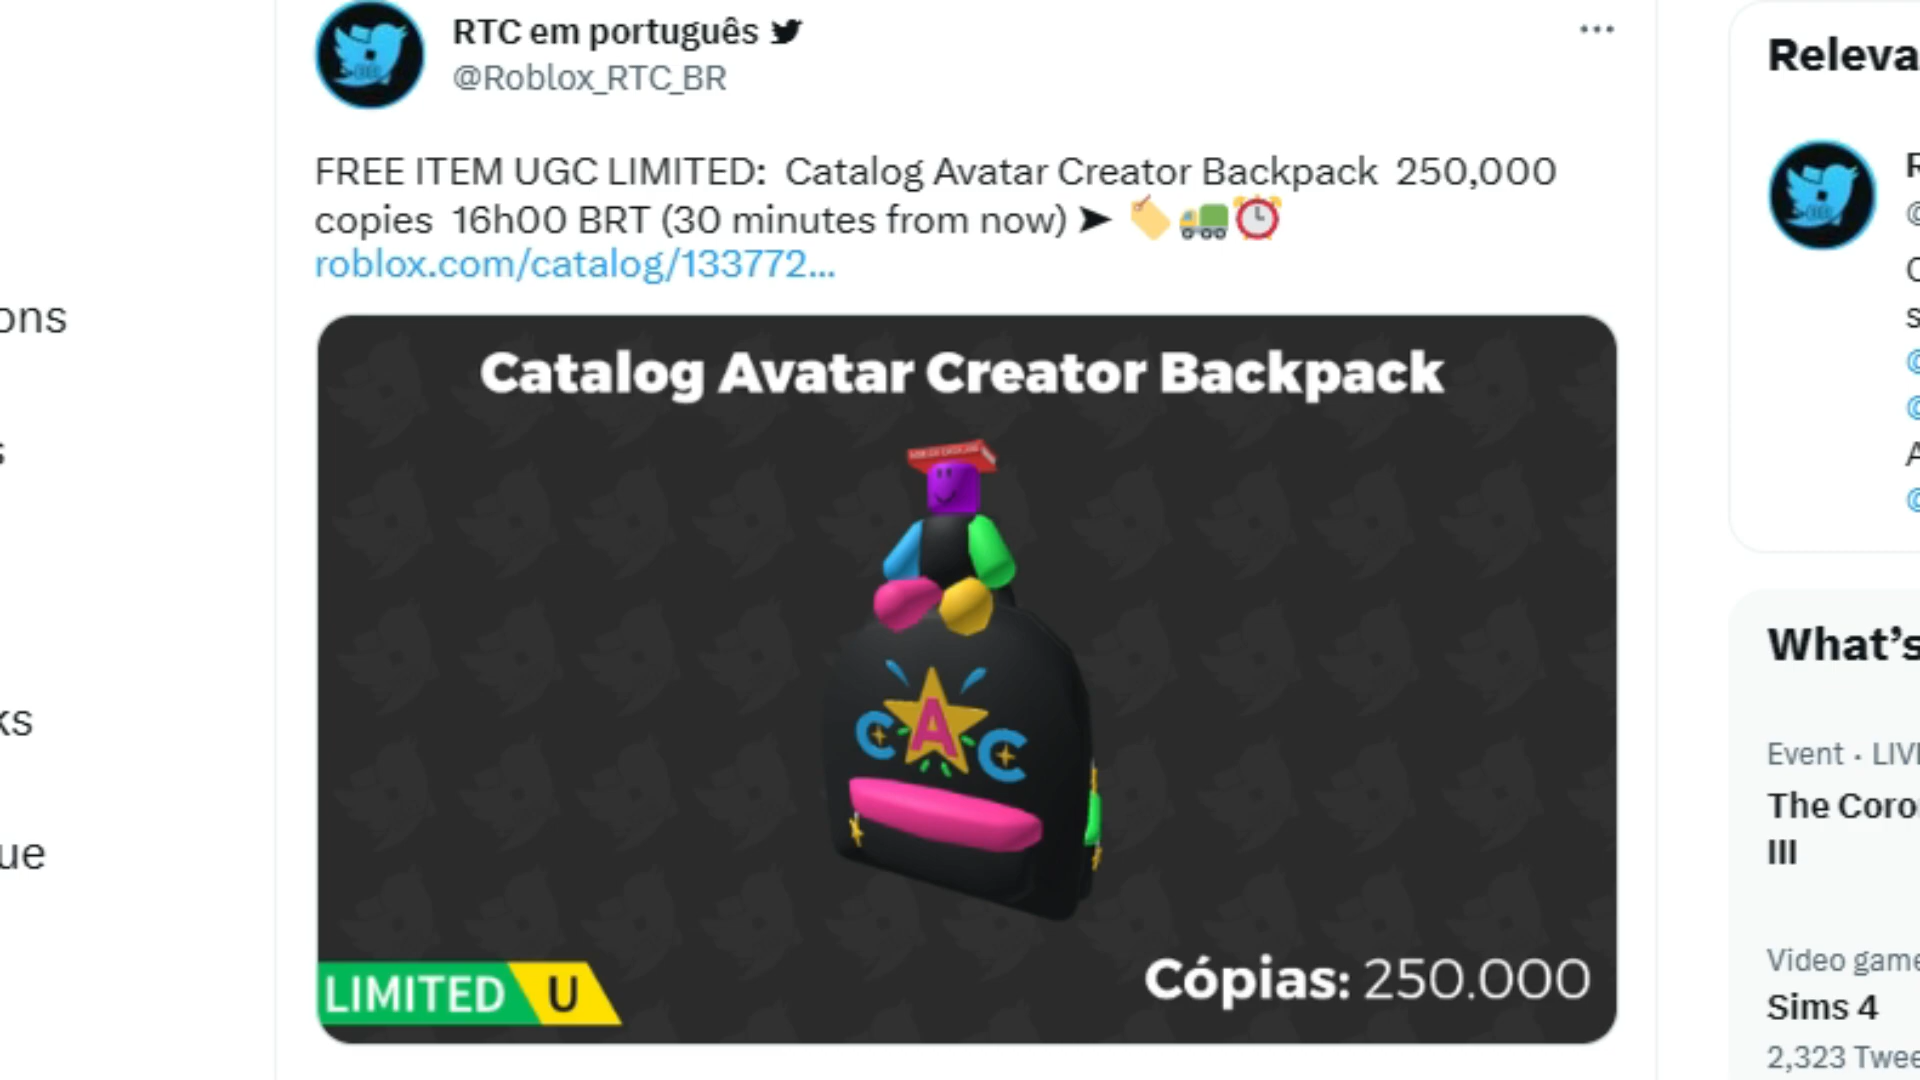 RTC em português
@Roblox_RTC_BR
FREE ITEM UGC LIMITED: Catalog Avatar Creator Backpack 250,000
copies 16h00 BRT (30 minutes from now) ➤ 🏷️🚛⏰
roblox.com/catalog/133772...
Catalog Avatar Creator Backpack
CAC
LIMITED U
Cópias: 250.000
ons
s
ks
ue
Releva
R
@
C
s
@
@
A
@
What's
Event · LIV
The Coro
III
Video game
Sims 4
2,323 Twee